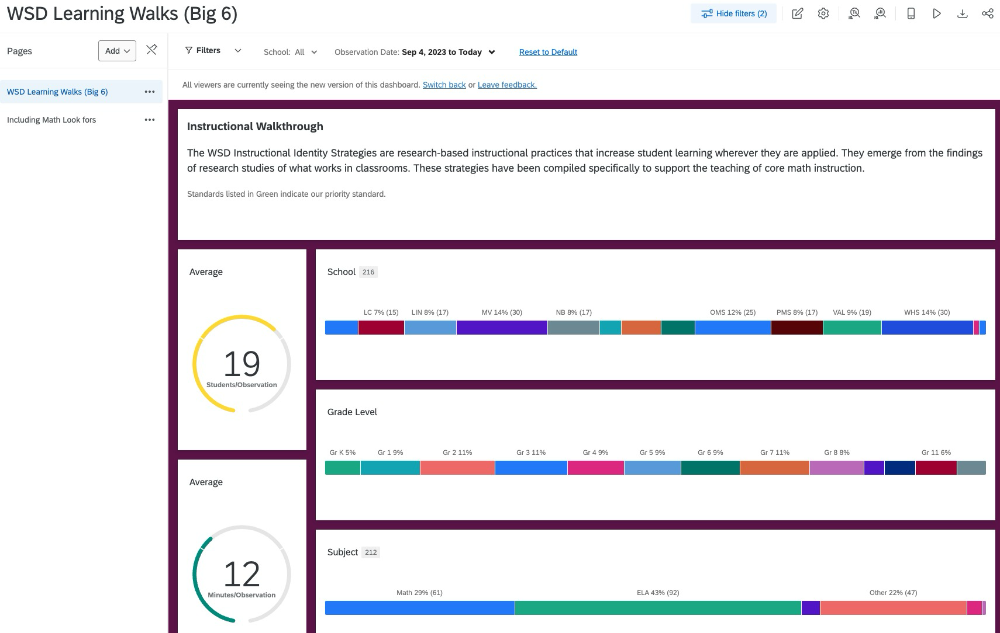 WSD Learning Walks (Big 6)
Hide filters (2)
Pages
Add
WSD Learning Walks (Big 6)
Including Math Look fors
Filters
School: All
Observation Date: Sep 4, 2023 to Today
Reset to Default
All viewers are currently seeing the new version of this dashboard. Switch back or Leave feedback.
Instructional Walkthrough
The WSD Instructional Identity Strategies are research-based instructional practices that increase student learning wherever they are applied. They emerge from the findings
of research studies of what works in classrooms. These strategies have been compiled specifically to support the teaching of core math instruction.
Standards listed in Green indicate our priority standard.
Average
19
Students/Observation
School 216
LC 7% (15) LIN 8% (17) MV 14% (30) NB 8% (17) OMS 12% (25) PMS 8% (17) VAL 9% (19) WHS 14% (30)
Grade Level
Gr K 5% Gr 1 9% Gr 2 11% Gr 3 11% Gr 4 9% Gr 5 9% Gr 6 9% Gr 7 11% Gr 8 8% Gr 11 6%
Average
12
Minutes/Observation
Subject 212
Math 29% (61) ELA 43% (92) Other 22% (47)